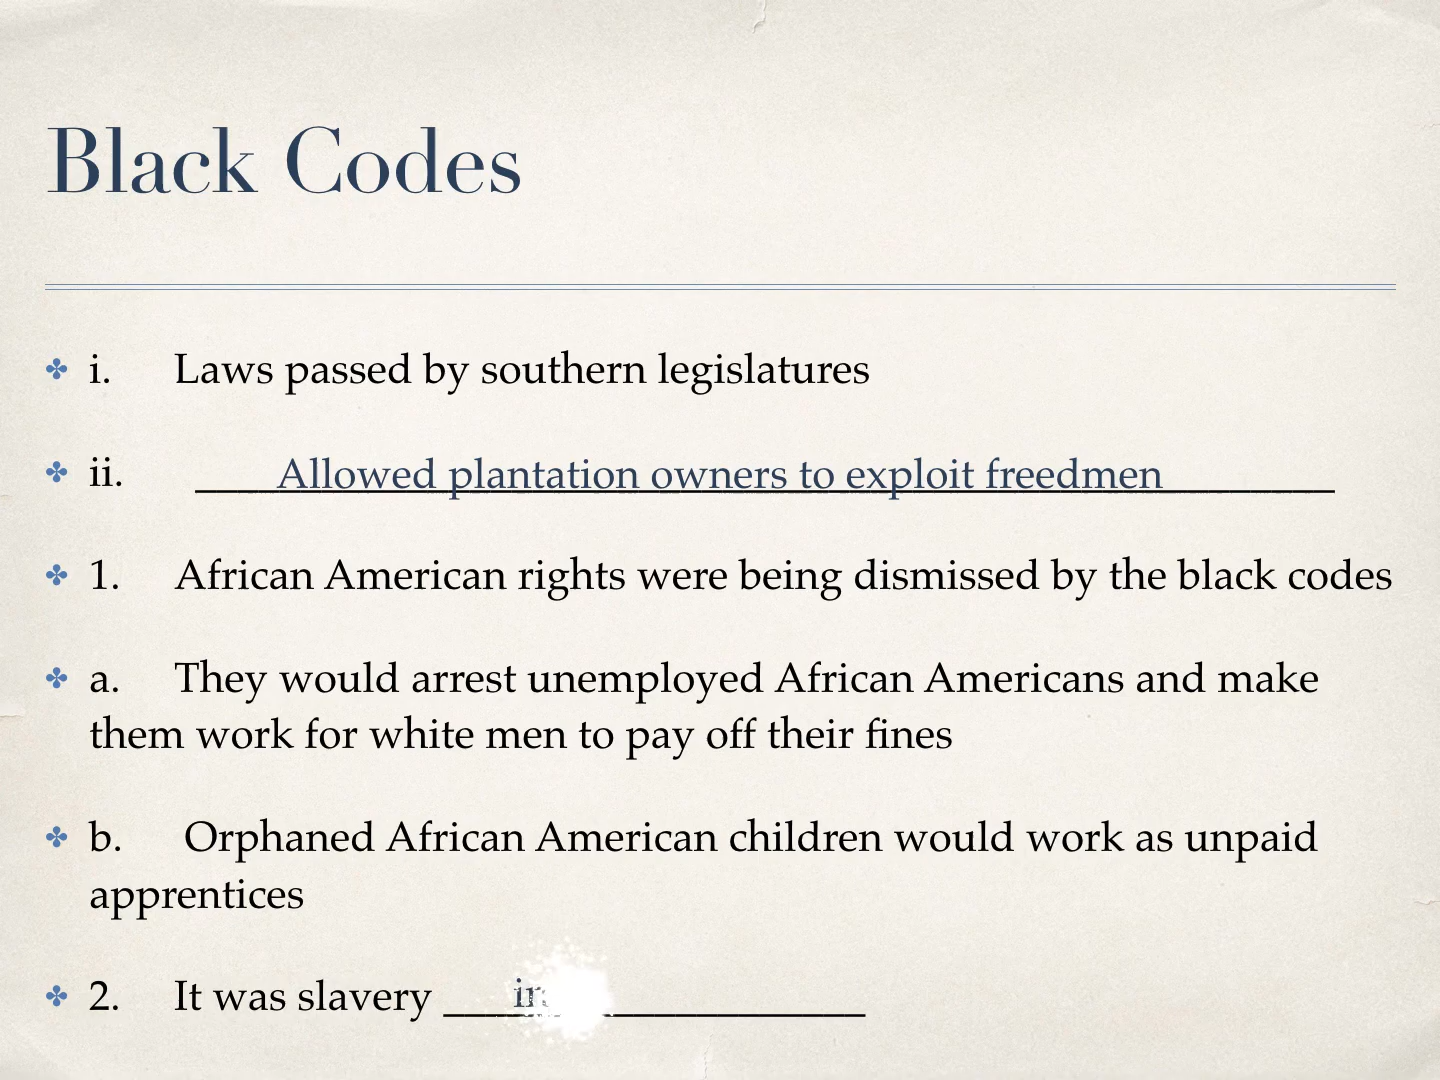 Black Codes
i. Laws passed by southern legislatures
ii. Allowed plantation owners to exploit freedmen
1. African American rights were being dismissed by the black codes
a. They would arrest unemployed African Americans and make
them work for white men to pay off their fines
b. Orphaned African American children would work as unpaid
apprentices
2. It was slavery ____________________